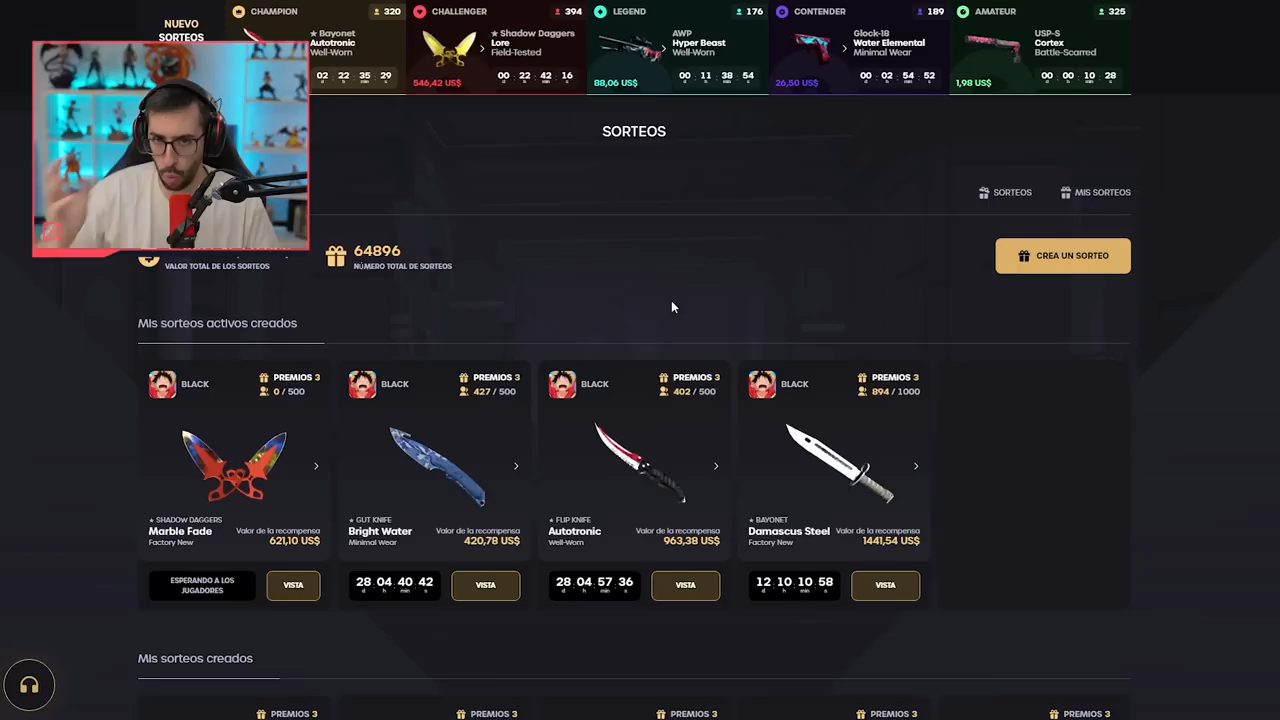 NUEVO
SORTEOS
CHAMPION
320
★ Bayonet
Autotronic
Well-Worn
02 : 22 : 35 : 29
d h min s
CHALLENGER
394
★ Shadow Daggers
Lore
Field-Tested
546,42 US$
00 : 22 : 42 : 16
d h min s
LEGEND
176
AWP
Hyper Beast
Well-Worn
88,06 US$
00 : 11 : 38 : 54
d h min s
CONTENDER
189
Glock-18
Water Elemental
Minimal Wear
26,50 US$
00 : 02 : 54 : 52
d h min s
AMATEUR
325
USP-S
Cortex
Battle-Scarred
1,98 US$
00 : 00 : 10 : 28
d h min s
SORTEOS
SORTEOS
MIS SORTEOS
VALOR TOTAL DE LOS SORTEOS
64896
NÚMERO TOTAL DE SORTEOS
CREA UN SORTEO
Mis sorteos activos creados
BLACK
PREMIOS 3
0 / 500
★ SHADOW DAGGERS
Marble Fade
Factory New
Valor de la recompensa
621,10 US$
ESPERANDO A LOS
JUGADORES
VISTA
BLACK
PREMIOS 3
427 / 500
★ GUT KNIFE
Bright Water
Minimal Wear
Valor de la recompensa
420,78 US$
28 : 04 : 40 : 42
d h min s
VISTA
BLACK
PREMIOS 3
402 / 500
★ FLIP KNIFE
Autotronic
Well-Worn
Valor de la recompensa
963,38 US$
28 : 04 : 57 : 36
d h min s
VISTA
BLACK
PREMIOS 3
894 / 1000
★ BAYONET
Damascus Steel
Factory New
Valor de la recompensa
1441,54 US$
12 : 10 : 10 : 58
d h min s
VISTA
Mis sorteos creados
PREMIOS 3
PREMIOS 3
PREMIOS 3
PREMIOS 3
PREMIOS 3